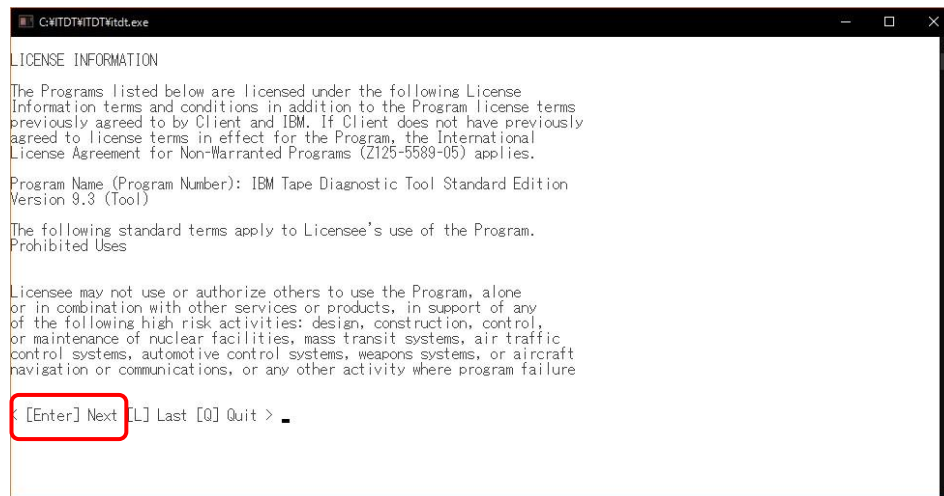 C:¥ITDT¥ITDT¥itdt.exe
LICENSE INFORMATION
The Programs listed below are licensed under the following License
Information terms and conditions in addition to the Program license terms
previously agreed to by Client and IBM. If Client does not have previously
agreed to license terms in effect for the Program, the International
License Agreement for Non-Warranted Programs (Z125-5589-05) applies.
Program Name (Program Number): IBM Tape Diagnostic Tool Standard Edition
Version 9.3 (Tool)
The following standard terms apply to Licensee's use of the Program.
Prohibited Uses
Licensee may not use or authorize others to use the Program, alone
or in combination with other services or products, in support of any
of the following high risk activities: design, construction, control,
or maintenance of nuclear facilities, mass transit systems, air traffic
control systems, automotive control systems, weapons systems, or aircraft
navigation or communications, or any other activity where program failure
< [Enter] Next [L] Last [Q] Quit > _